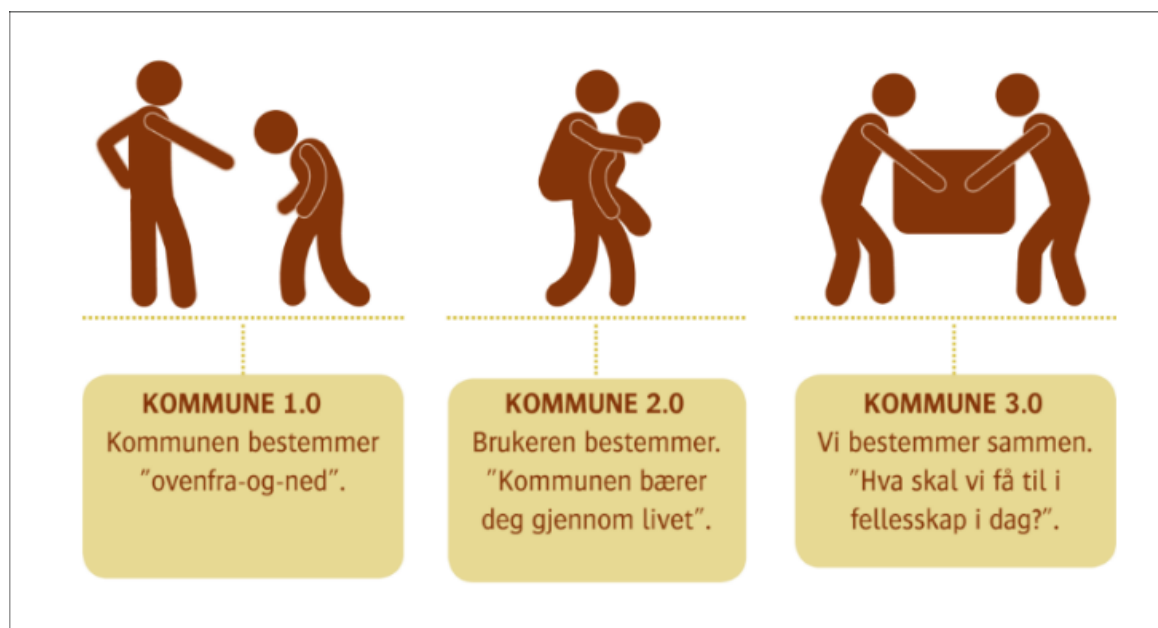 KOMMUNE 1.0
Kommunen bestemmer
"ovenfra-og-ned".
KOMMUNE 2.0
Brukeren bestemmer.
"Kommunen bærer
deg gjennom livet".
KOMMUNE 3.0
Vi bestemmer sammen.
"Hva skal vi få til i
fellesskap i dag?".